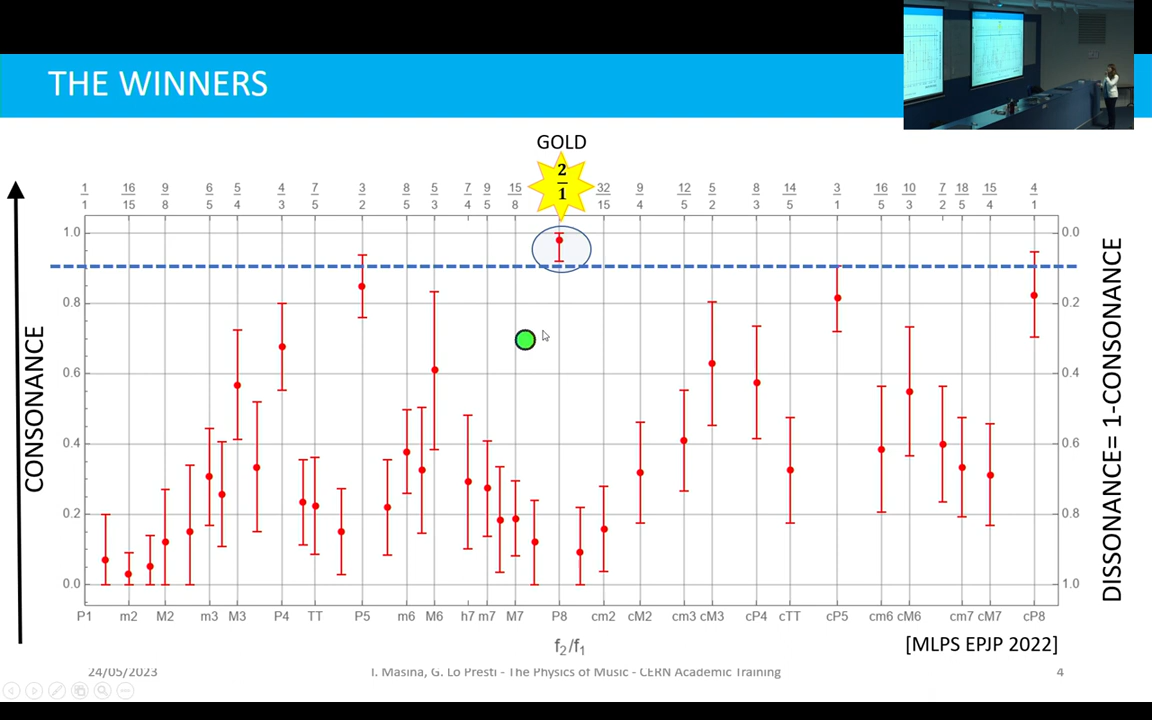 THE WINNERS
GOLD
2/1
1/1 16/15 9/8 6/5 5/4 4/3 7/5 3/2 8/5 5/3 7/4 9/5 15/8 32/15 9/4 12/5 5/2 8/3 14/5 3/1 16/5 10/3 7/2 18/5 15/4 4/1
1.0 0.0
0.8 0.2
0.6 0.4
0.4 0.6
0.2 0.8
0.0 1.0
CONSONANCE
DISSONANCE= 1-CONSONANCE
P1 m2 M2 m3 M3 P4 TT P5 m6 M6 h7 m7 M7 P8 cm2 cM2 cm3 cM3 cP4 cTT cP5 cm6 cM6 cm7 cM7 cP8
f2/f1
[MLPS EPJP 2022]
24/05/2023 I. Masina, G. Lo Presti - The Physics of Music - CERN Academic Training 4